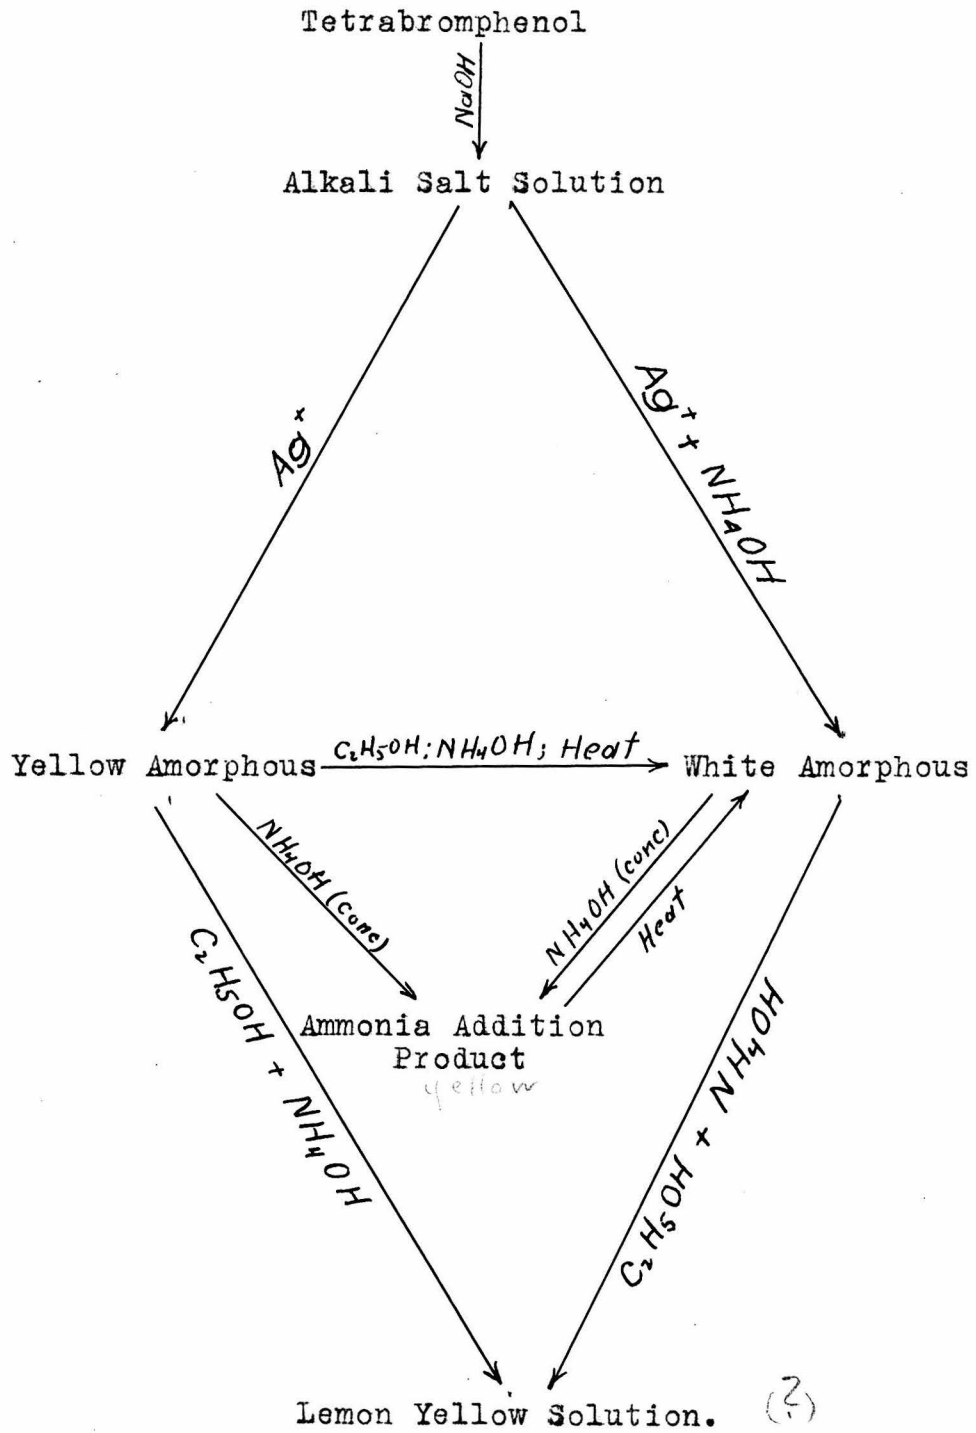 Tetrabromphenol
NaOH
Alkali Salt Solution
Ag⁺
Ag⁺ + NH₄OH
Yellow Amorphous
C₂H₅OH; NH₄OH; Heat
White Amorphous
NH₄OH (conc)
NH₄OH (conc)
Heat
C₂H₅OH + NH₄OH
Ammonia Addition
Product
yellow
C₂H₅OH + NH₄OH
Lemon Yellow Solution. (?)